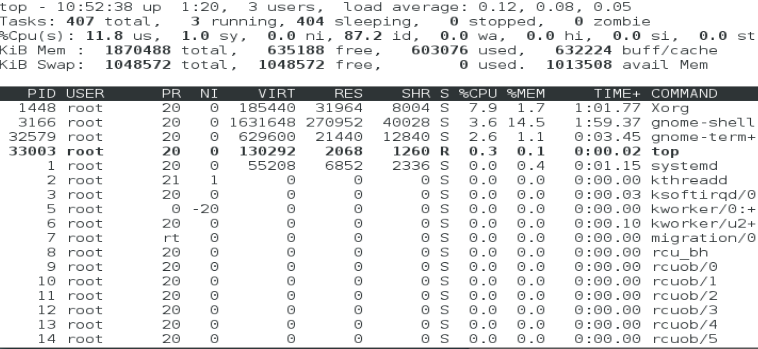 top - 10:52:38 up  1:20,  3 users,  load average: 0.12, 0.08, 0.05
Tasks: 407 total,   3 running, 404 sleeping,   0 stopped,   0 zombie
%Cpu(s): 11.8 us,  1.0 sy,  0.0 ni, 87.2 id,  0.0 wa,  0.0 hi,  0.0 si,  0.0 st
KiB Mem :  1870488 total,   635188 free,   603076 used,   632224 buff/cache
KiB Swap:  1048572 total,  1048572 free,        0 used.  1013508 avail Mem
PID USER      PR  NI    VIRT    RES    SHR S %CPU %MEM     TIME+ COMMAND
1448 root      20   0  185440  31964   8004 S  7.9  1.7   1:01.77 Xorg
3166 root      20   0 1631648 270952  40028 S  3.6 14.5   1:59.37 gnome-shell
32579 root      20   0  629600  21440  12840 S  2.6  1.1   0:03.45 gnome-term+
33003 root      20   0  130292   2068   1260 R  0.3  0.1   0:00.02 top
1 root      20   0   55208   6852   2336 S  0.0  0.4   0:01.15 systemd
2 root      21   1       0      0      0 S  0.0  0.0   0:00.00 kthreadd
3 root      20   0       0      0      0 S  0.0  0.0   0:00.03 ksoftirqd/0
5 root       0 -20       0      0      0 S  0.0  0.0   0:00.00 kworker/0:+
6 root      20   0       0      0      0 S  0.0  0.0   0:00.10 kworker/u2+
7 root      rt   0       0      0      0 S  0.0  0.0   0:00.00 migration/0
8 root      20   0       0      0      0 S  0.0  0.0   0:00.00 rcu_bh
9 root      20   0       0      0      0 S  0.0  0.0   0:00.00 rcuob/0
10 root      20   0       0      0      0 S  0.0  0.0   0:00.00 rcuob/1
11 root      20   0       0      0      0 S  0.0  0.0   0:00.00 rcuob/2
12 root      20   0       0      0      0 S  0.0  0.0   0:00.00 rcuob/3
13 root      20   0       0      0      0 S  0.0  0.0   0:00.00 rcuob/4
14 root      20   0       0      0      0 S  0.0  0.0   0:00.00 rcuob/5